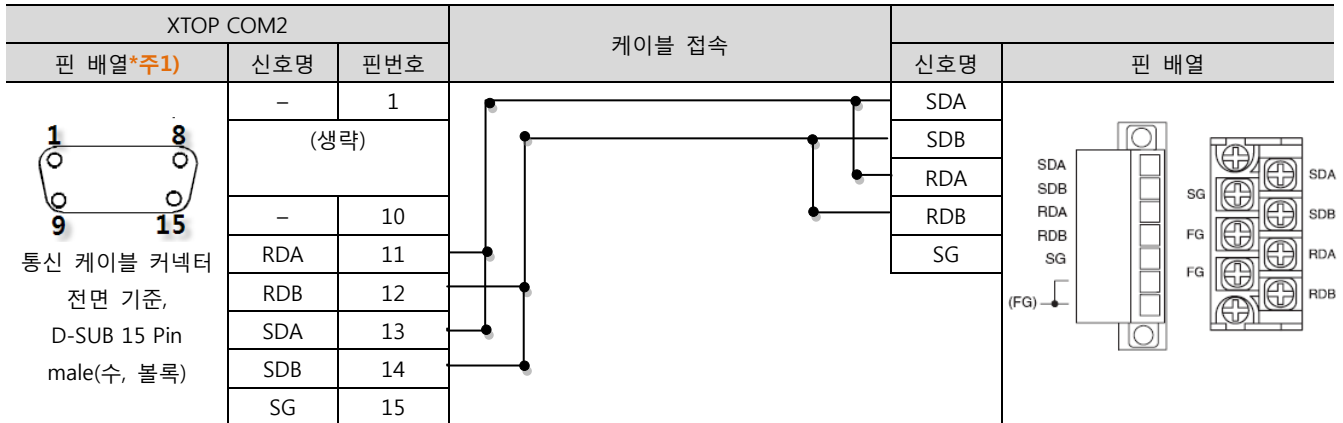 XTOP COM2
케이블 접속
핀 배열*주1)
신호명
핀번호
신호명
핀 배열
1
8
9
15
통신 케이블 커넥터
전면 기준,
D-SUB 15 Pin
male(수, 볼록)
– 1
(생략)
– 10
RDA 11
RDB 12
SDA 13
SDB 14
SG 15
SDA
SDB
RDA
RDB
SG
SDA
SDB
RDA
RDB
SG
(FG)
SG
FG
FG
SDA
SDB
RDA
RDB